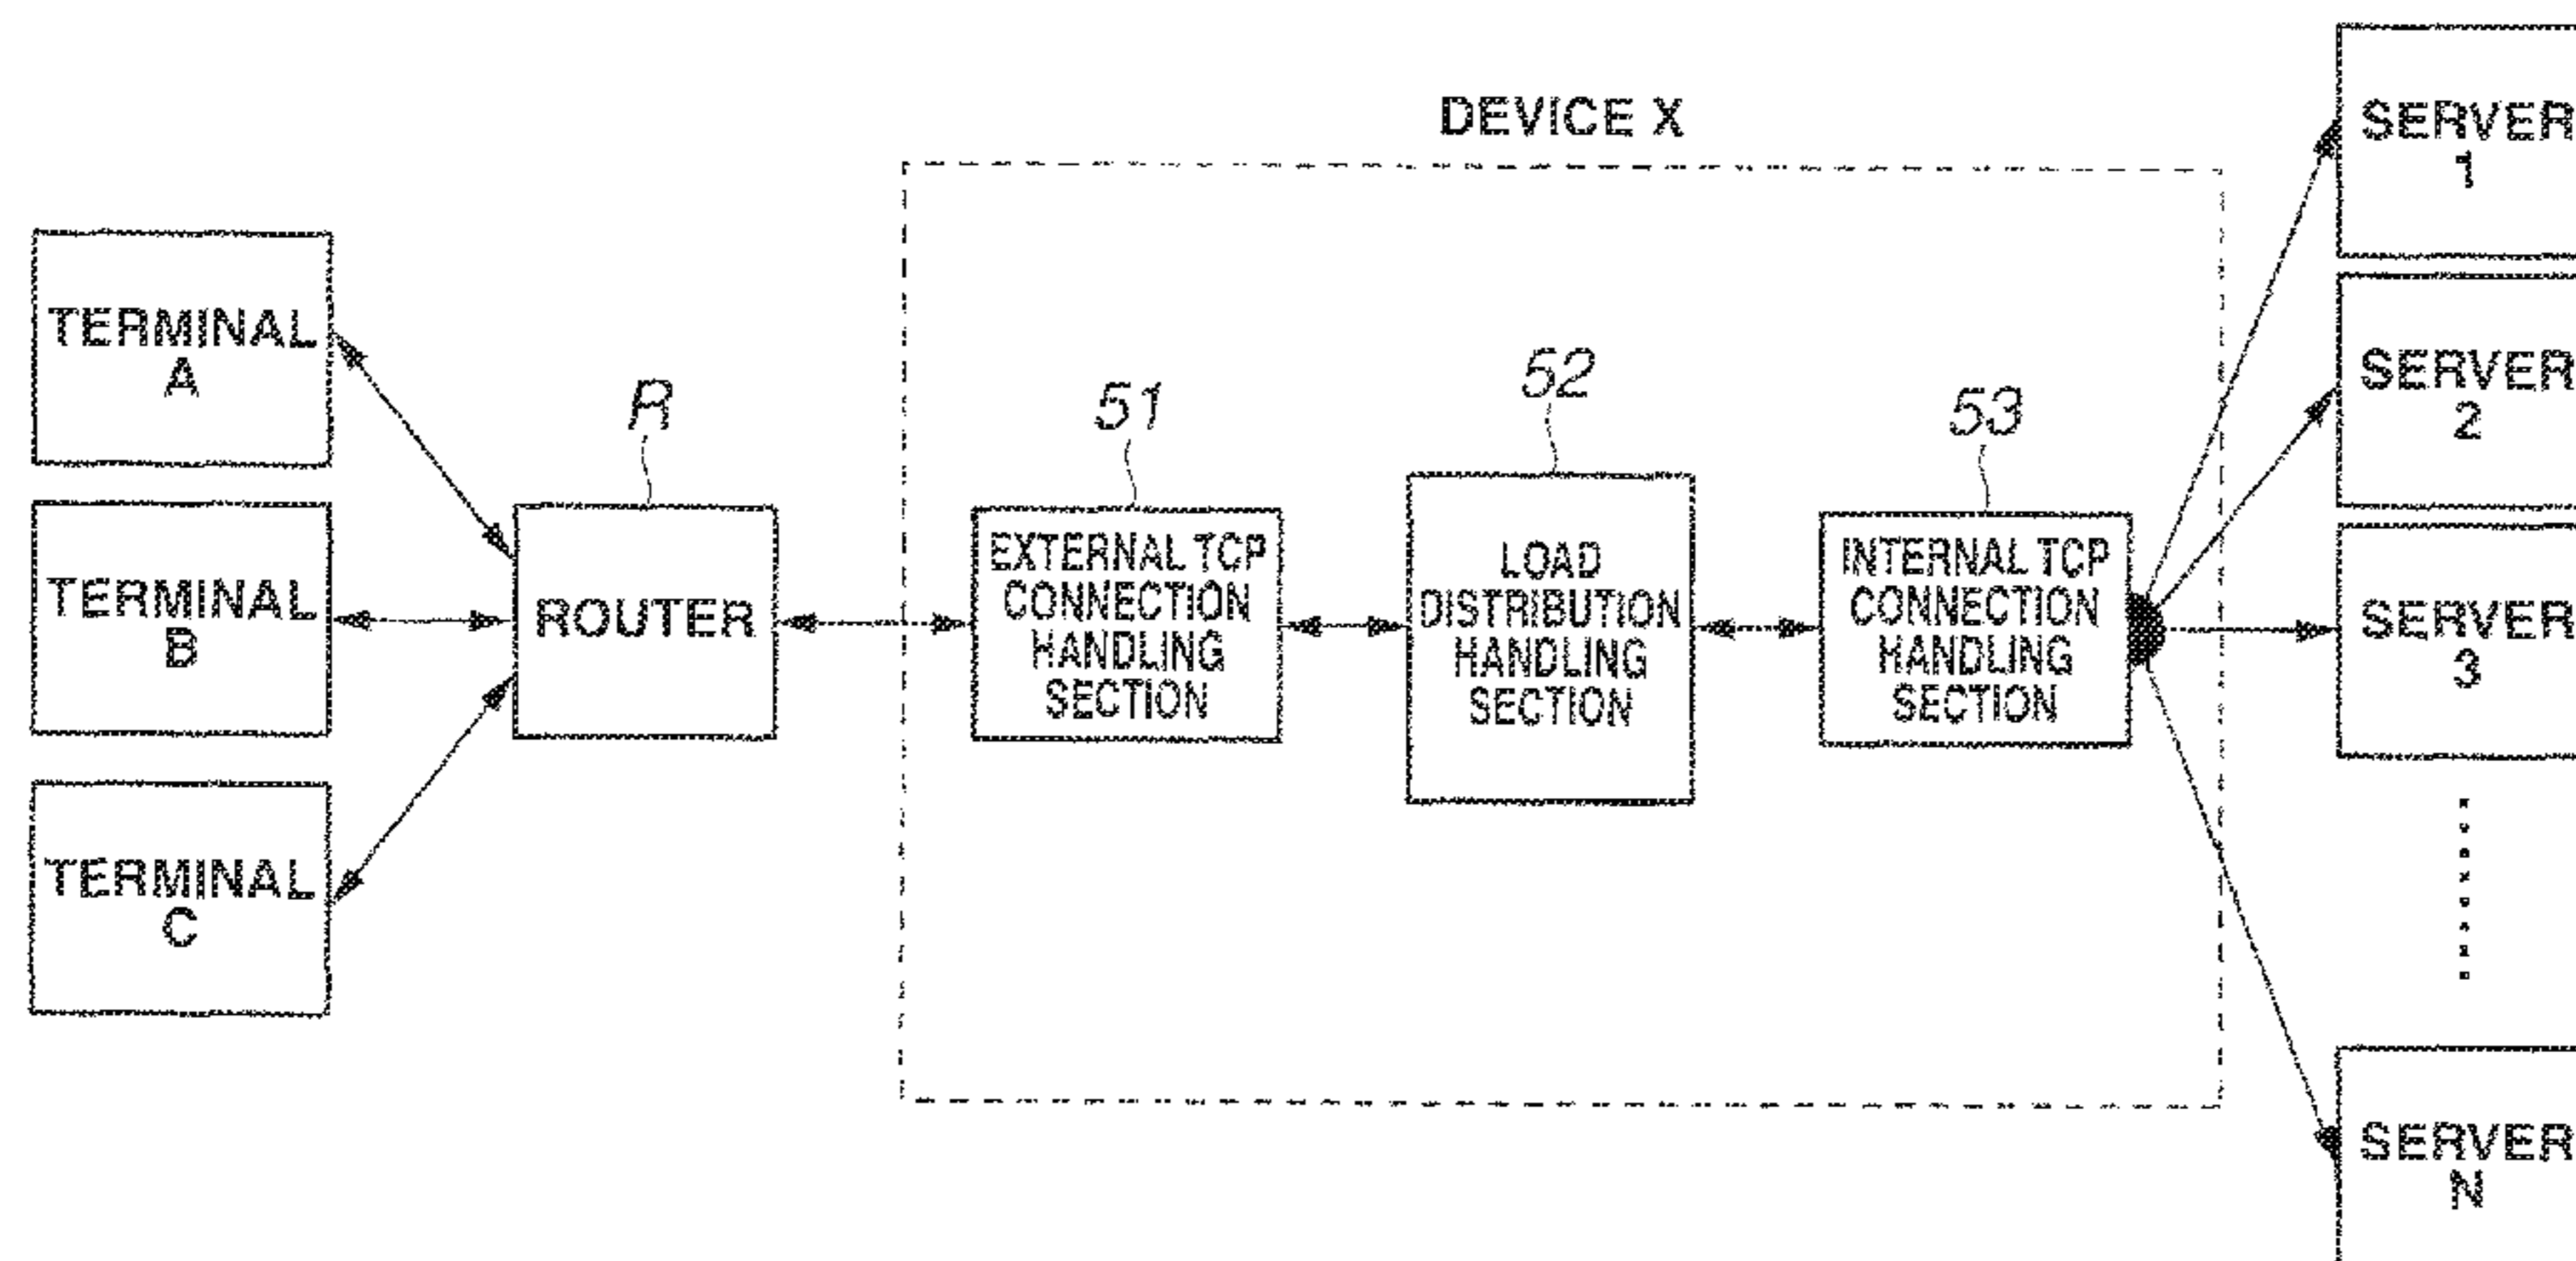 DEVICE X
SERVER
1
TERMINAL
A
R
51
52
53
SERVER
2
TERMINAL
B
ROUTER
EXTERNAL TCP
CONNECTION
HANDLING
SECTION
LOAD
DISTRIBUTION
HANDLING
SECTION
INTERNAL TCP
CONNECTION
HANDLING
SECTION
SERVER
3
TERMINAL
C
SERVER
N